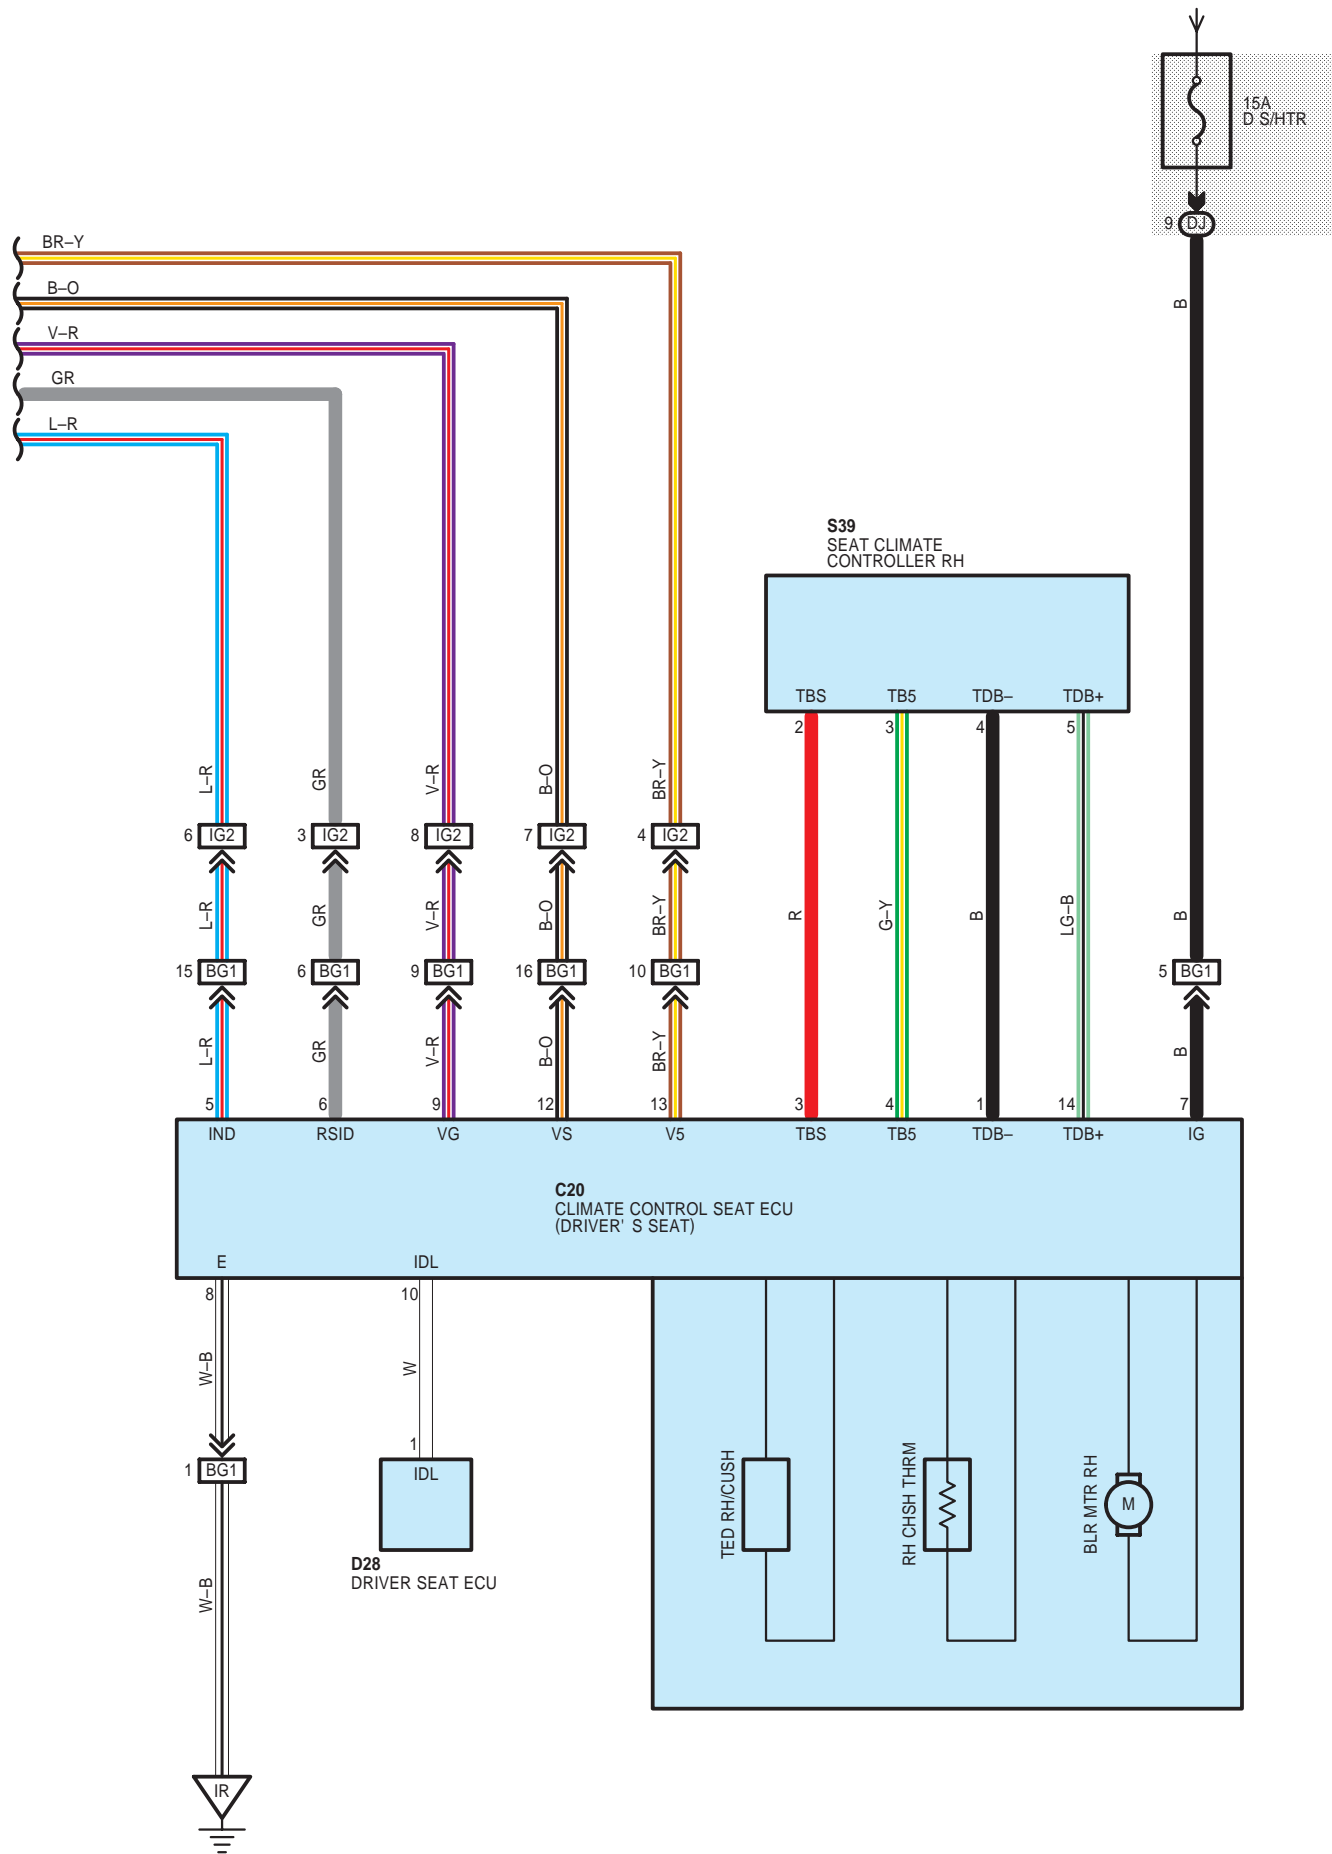 15A
D S/HTR
9 DJ
BR–Y
B–O
V–R
GR
L–R
B
S39
SEAT CLIMATE
CONTROLLER RH
TBS TB5 TDB– TDB+
2 3 4 5
L–R GR V–R B–O BR–Y
6 IG2 3 IG2 8 IG2 7 IG2 4 IG2
L–R GR V–R B–O BR–Y R G–Y B LG–B B
15 BG1 6 BG1 9 BG1 16 BG1 10 BG1 5 BG1
L–R GR V–R B–O BR–Y B
5 6 9 12 13 3 4 1 14 7
IND RSID VG VS V5 TBS TB5 TDB– TDB+ IG
C20
CLIMATE CONTROL SEAT ECU
(DRIVER' S SEAT)
E IDL
8 10
W–B W
1
1 BG1 IDL
TED RH/CUSH
RH CHSH THRM
BLR MTR RH
M
D28
DRIVER SEAT ECU
W–B
IR